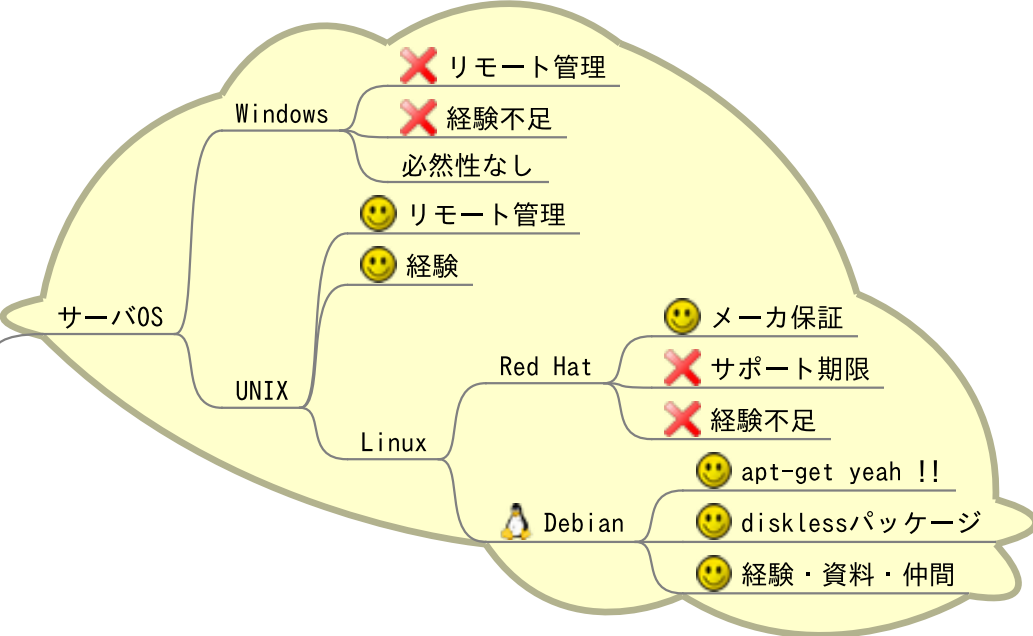 リモート管理
Windows
経験不足
必然性なし
リモート管理
経験
サーバOS
メーカ保証
Red Hat
サポート期限
UNIX
経験不足
Linux
apt-get yeah !!
Debian
disklessパッケージ
経験・資料・仲間